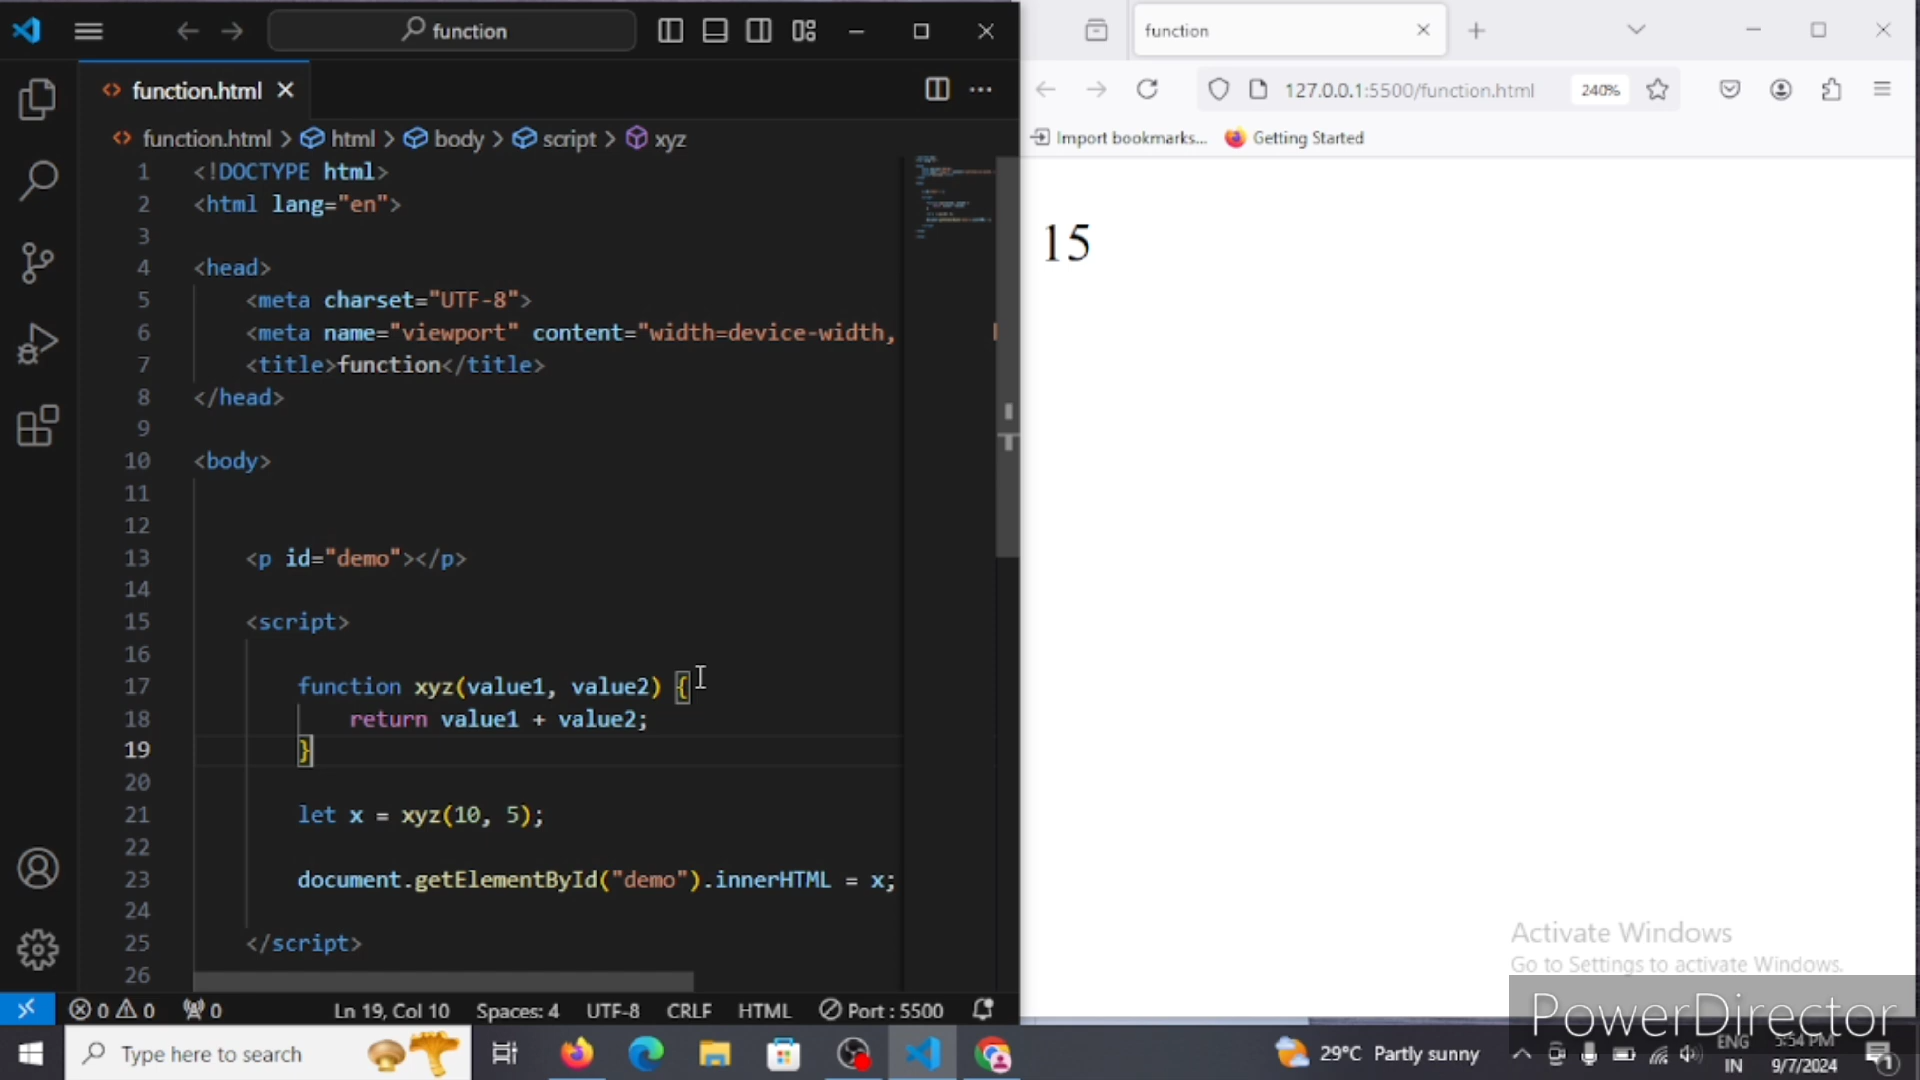 function
function.html
function.html > html > body > script > xyz
1 <!DOCTYPE html>
2 <html lang="en">
3
4 <head>
5 <meta charset="UTF-8">
6 <meta name="viewport" content="width=device-width,
7 <title>function</title>
8 </head>
9
10 <body>
11
12
13 <p id="demo"></p>
14
15 <script>
16
17 function xyz(value1, value2) {
18 return value1 + value2;
19 }
20
21 let x = xyz(10, 5);
22
23 document.getElementById("demo").innerHTML = x;
24
25 </script>
26
0 0 0 Ln 19, Col 10 Spaces: 4 UTF-8 CRLF HTML Port : 5500
function
127.0.0.1:5500/function.html 240%
Import bookmarks... Getting Started
15
Activate Windows
Go to Settings to activate Windows.
PowerDirector
Type here to search
29°C Partly sunny
ENG
IN
5:54 PM
9/7/2024
1